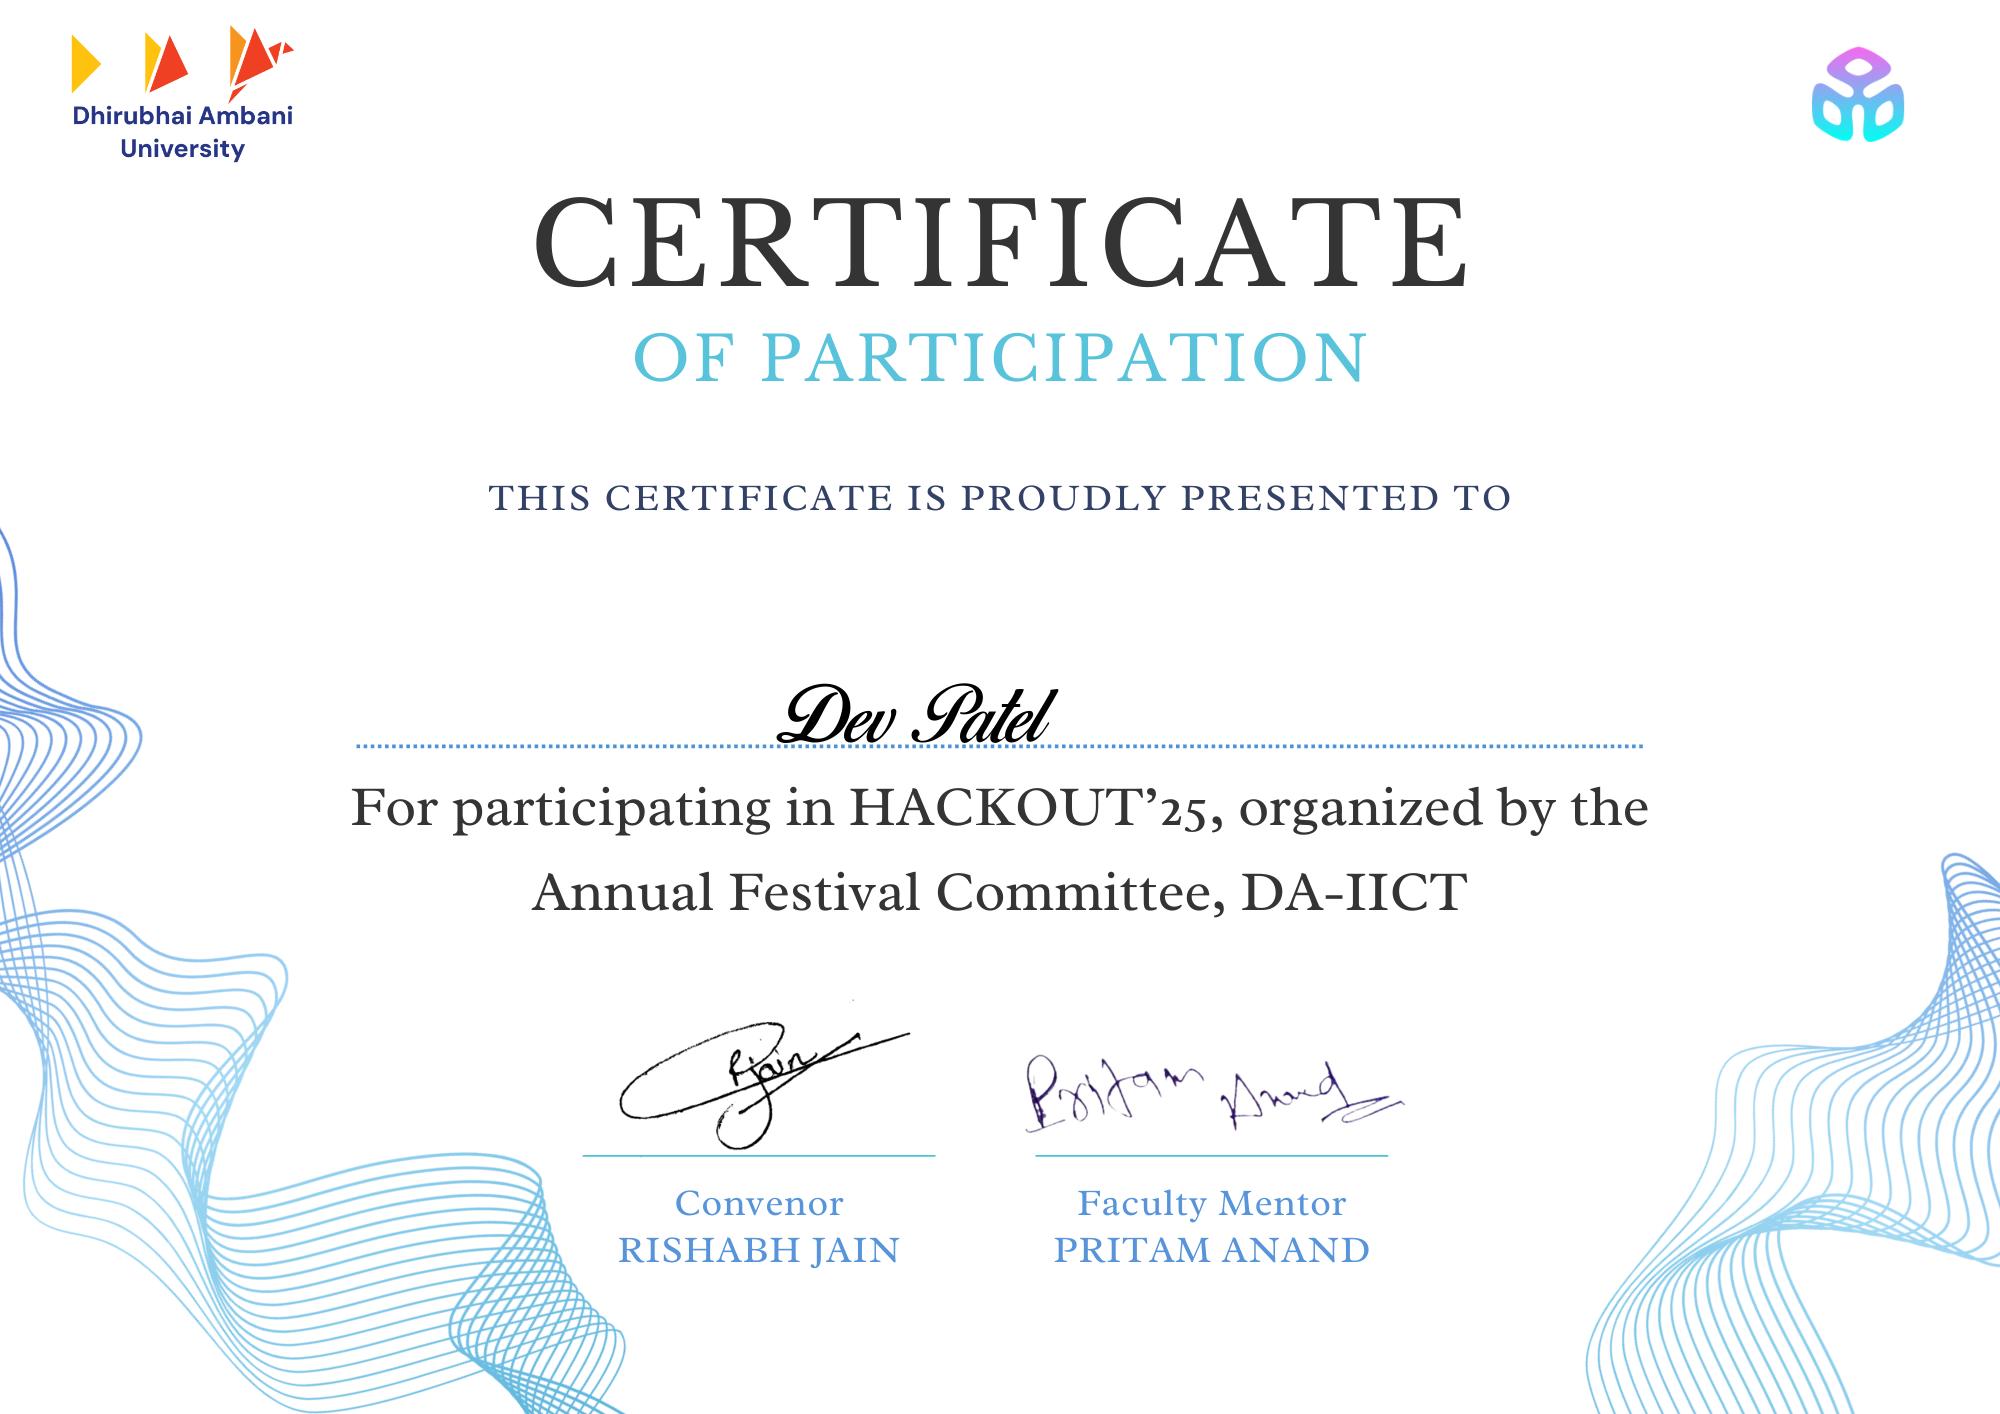 Dhirubhai Ambani
University
CERTIFICATE
OF PARTICIPATION
THIS CERTIFICATE IS PROUDLY PRESENTED TO
Dev Patel
For participating in HACKOUT’25, organized by the
Annual Festival Committee, DA-IICT
RJain
Pritam Anand
Convenor
RISHABH JAIN
Faculty Mentor
PRITAM ANAND